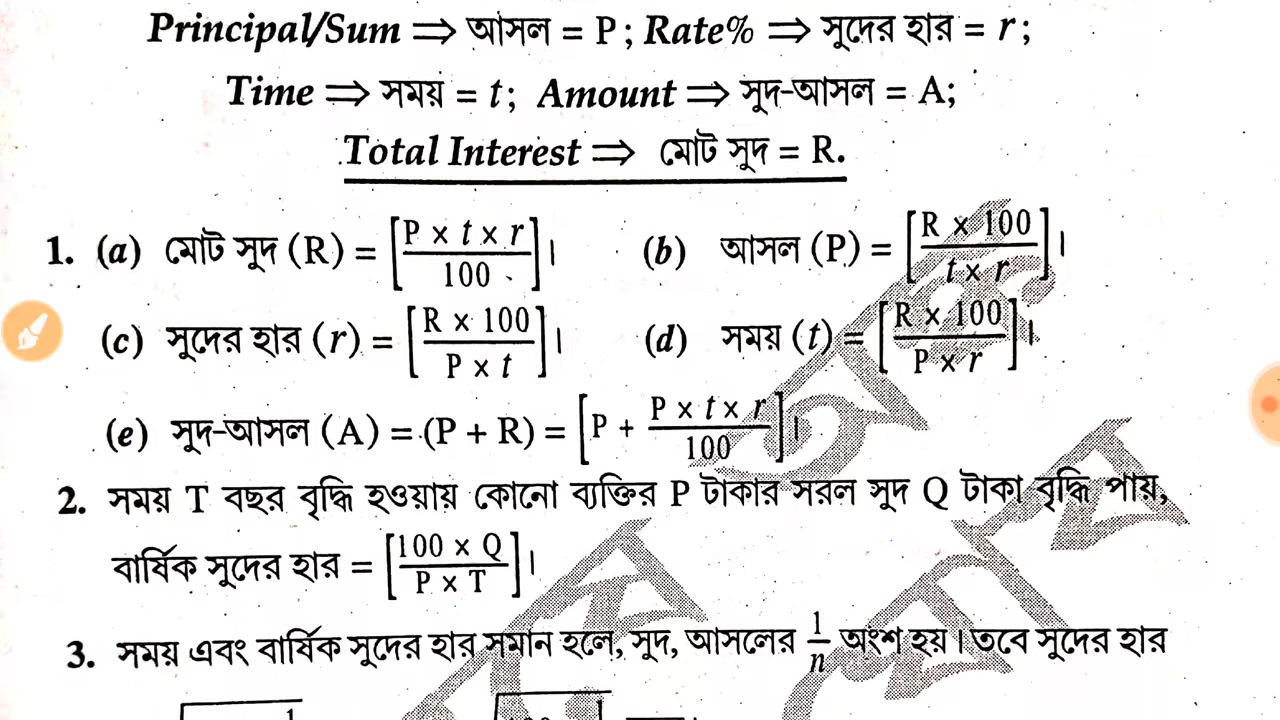 Principal/Sum ⇒ আসল = P; Rate% ⇒ সুদের হার = r;
Time ⇒ সময় = t; Amount ⇒ সুদ-আসল = A;
Total Interest ⇒ মোট সুদ = R.
1. (a) মোট সুদ (R) = [P × t × r / 100]। (b) আসল (P) = [R × 100 / t × r]।
(c) সুদের হার (r) = [R × 100 / P × t]। (d) সময় (t) = [R × 100 / P × r]।
(e) সুদ-আসল (A) = (P + R) = [P + P × t × r / 100]।
2. সময় T বছর বৃদ্ধি হওয়ায় কোনো ব্যক্তির P টাকার সরল সুদ Q টাকা বৃদ্ধি পায়,
বার্ষিক সুদের হার = [100 × Q / P × T]।
3. সময় এবং বার্ষিক সুদের হার সমান হলে, সুদ, আসলের 1/n অংশ হয়। তবে সুদের হার